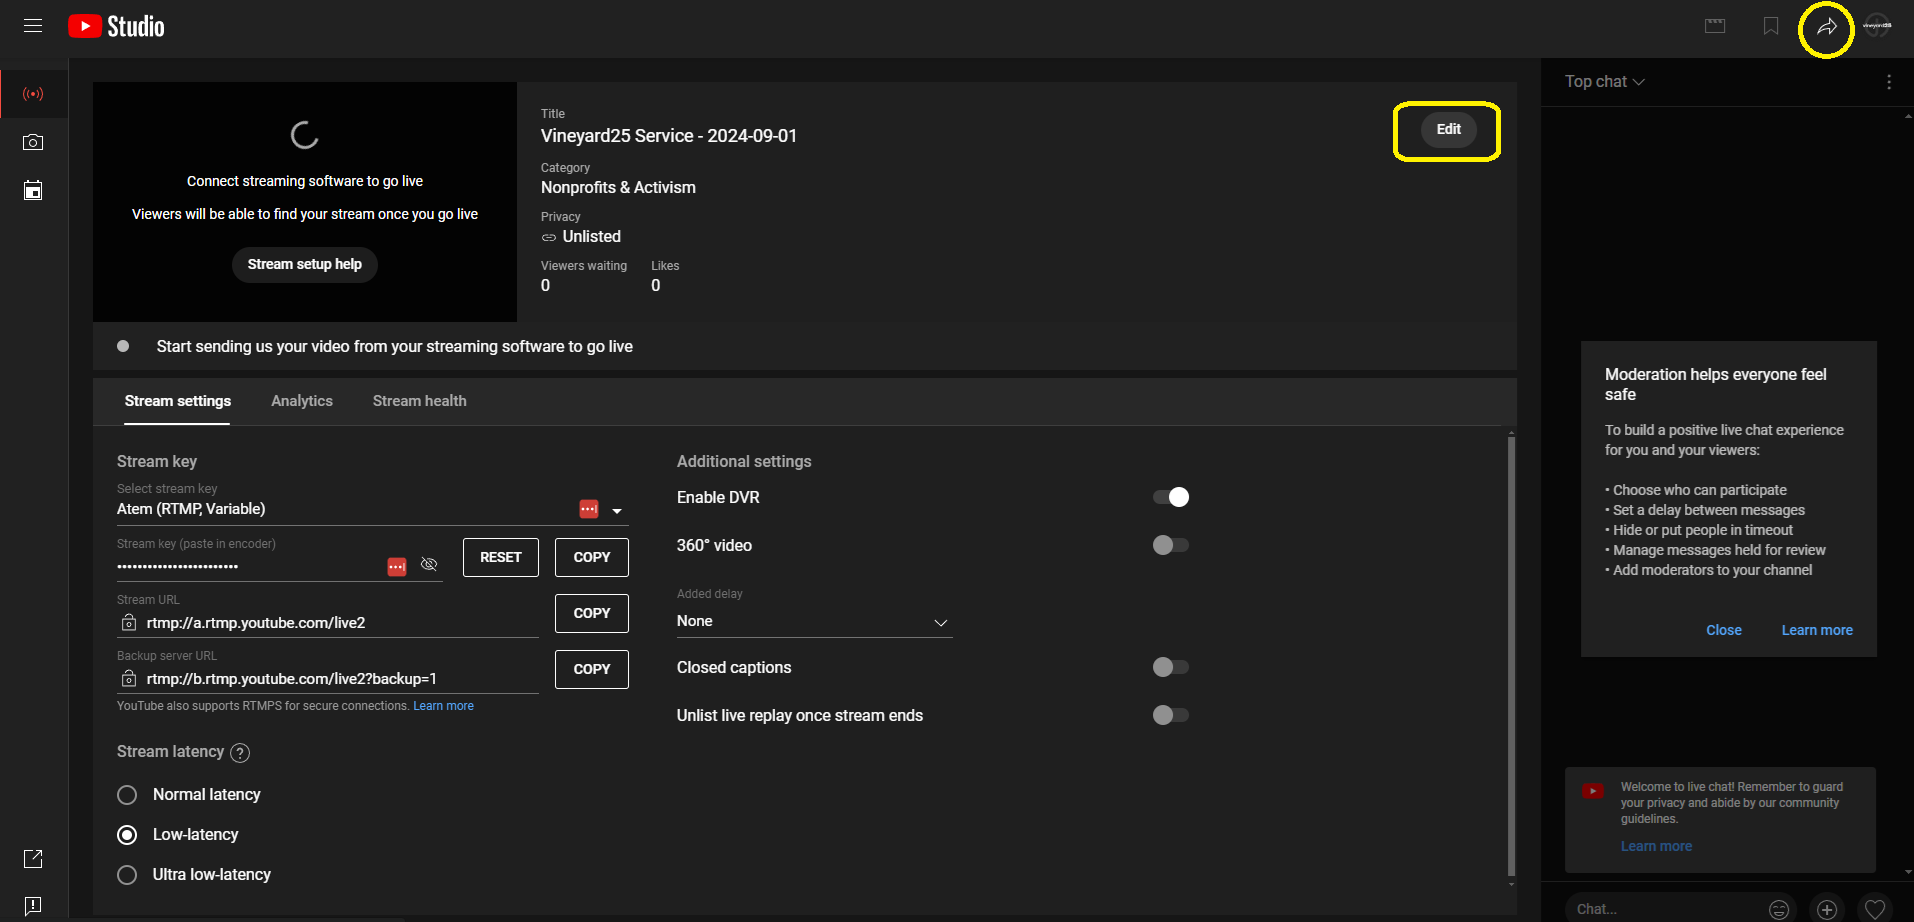 Studio
vineyard25
Connect streaming software to go live
Viewers will be able to find your stream once you go live
Stream setup help
Title
Vineyard25 Service - 2024-09-01
Edit
Category
Nonprofits & Activism
Privacy
Unlisted
Viewers waiting
Likes
0
0
Start sending us your video from your streaming software to go live
Stream settings
Analytics
Stream health
Stream key
Select stream key
Atem (RTMP, Variable)
Stream key (paste in encoder)
••••••••••••••••••••••••
RESET
COPY
Stream URL
rtmp://a.rtmp.youtube.com/live2
COPY
Backup server URL
rtmp://b.rtmp.youtube.com/live2?backup=1
COPY
YouTube also supports RTMPS for secure connections. Learn more
Stream latency
?
Normal latency
Low-latency
Ultra low-latency
Additional settings
Enable DVR
360° video
Added delay
None
Closed captions
Unlist live replay once stream ends
Top chat
Moderation helps everyone feel
safe
To build a positive live chat experience
for you and your viewers:
• Choose who can participate
• Set a delay between messages
• Hide or put people in timeout
• Manage messages held for review
• Add moderators to your channel
Close
Learn more
Welcome to live chat! Remember to guard
your privacy and abide by our community
guidelines.
Learn more
Chat...